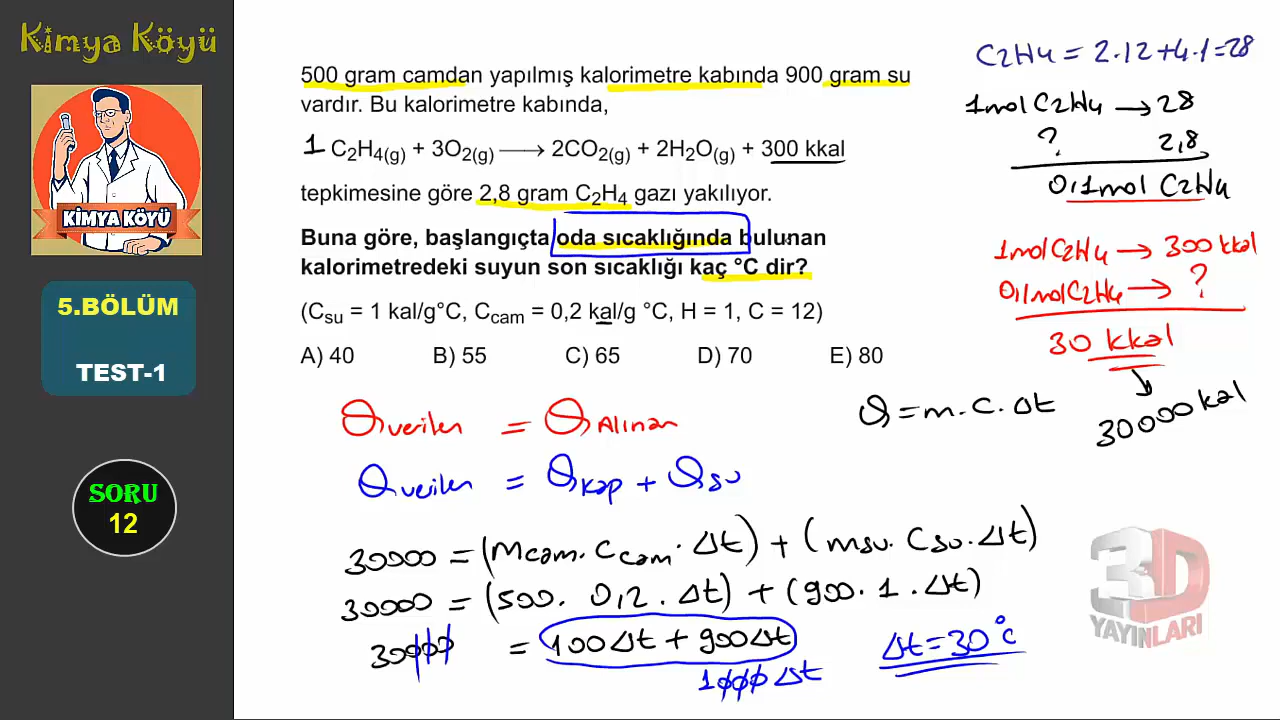 Kimya Köyü
KİMYA KÖYÜ
5.BÖLÜM
TEST-1
SORU
12
500 gram camdan yapılmış kalorimetre kabında 900 gram su
vardır. Bu kalorimetre kabında,
1 C₂H₄(g) + 3O₂(g) ⟶ 2CO₂(g) + 2H₂O(g) + 300 kkal
tepkimesine göre 2,8 gram C₂H₄ gazı yakılıyor.
Buna göre, başlangıçta oda sıcaklığında bulunan
kalorimetredeki suyun son sıcaklığı kaç °C dir?
(Csu = 1 kal/g°C, Ccam = 0,2 kal/g °C, H = 1, C = 12)
A) 40 B) 55 C) 65 D) 70 E) 80
C2H4 = 2.12+4.1=28
1mol C2H4 → 28
? 2,8
0,1mol C2H4
1mol C2H4 → 300 kkal
0,1mol C2H4 → ?
30 kkal
30000 kal
Q = m.c.Δt
Qverilen = QAlınan
Qverilen = Qkap + Qsu
30000 = (mcam.Ccam.Δt) + (msu.Csu.Δt)
30000 = (500. 0,2.Δt) + (900.1.Δt)
30000 = 100Δt + 900Δt
1000 Δt
Δt = 30°C
3D
YAYINLARI